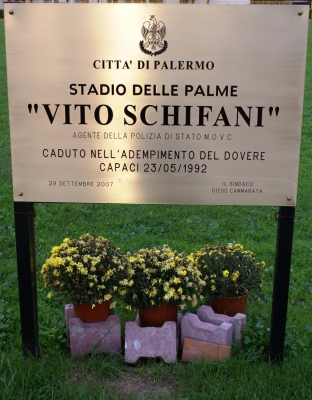 CITTA' DI PALERMO
STADIO DELLE PALME
"VITO SCHIFANI"
AGENTE DELLA POLIZIA DI STATO M.O.V.C.
CADUTO NELL'ADEMPIMENTO DEL DOVERE
CAPACI 23/05/1992
29 SETTEMBRE 2007
IL SINDACO
DIEGO CAMMARATA